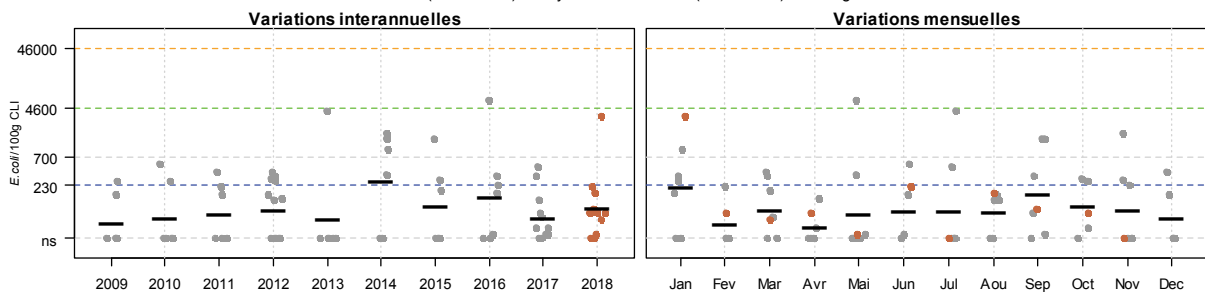 Variations interannuelles
Variations mensuelles
E.coli/100g CLI
46000
4600
700
230
ns
2009 2010 2011 2012 2013 2014 2015 2016 2017 2018
Jan Fev Mar Avr Mai Jun Jul Aou Sep Oct Nov Dec